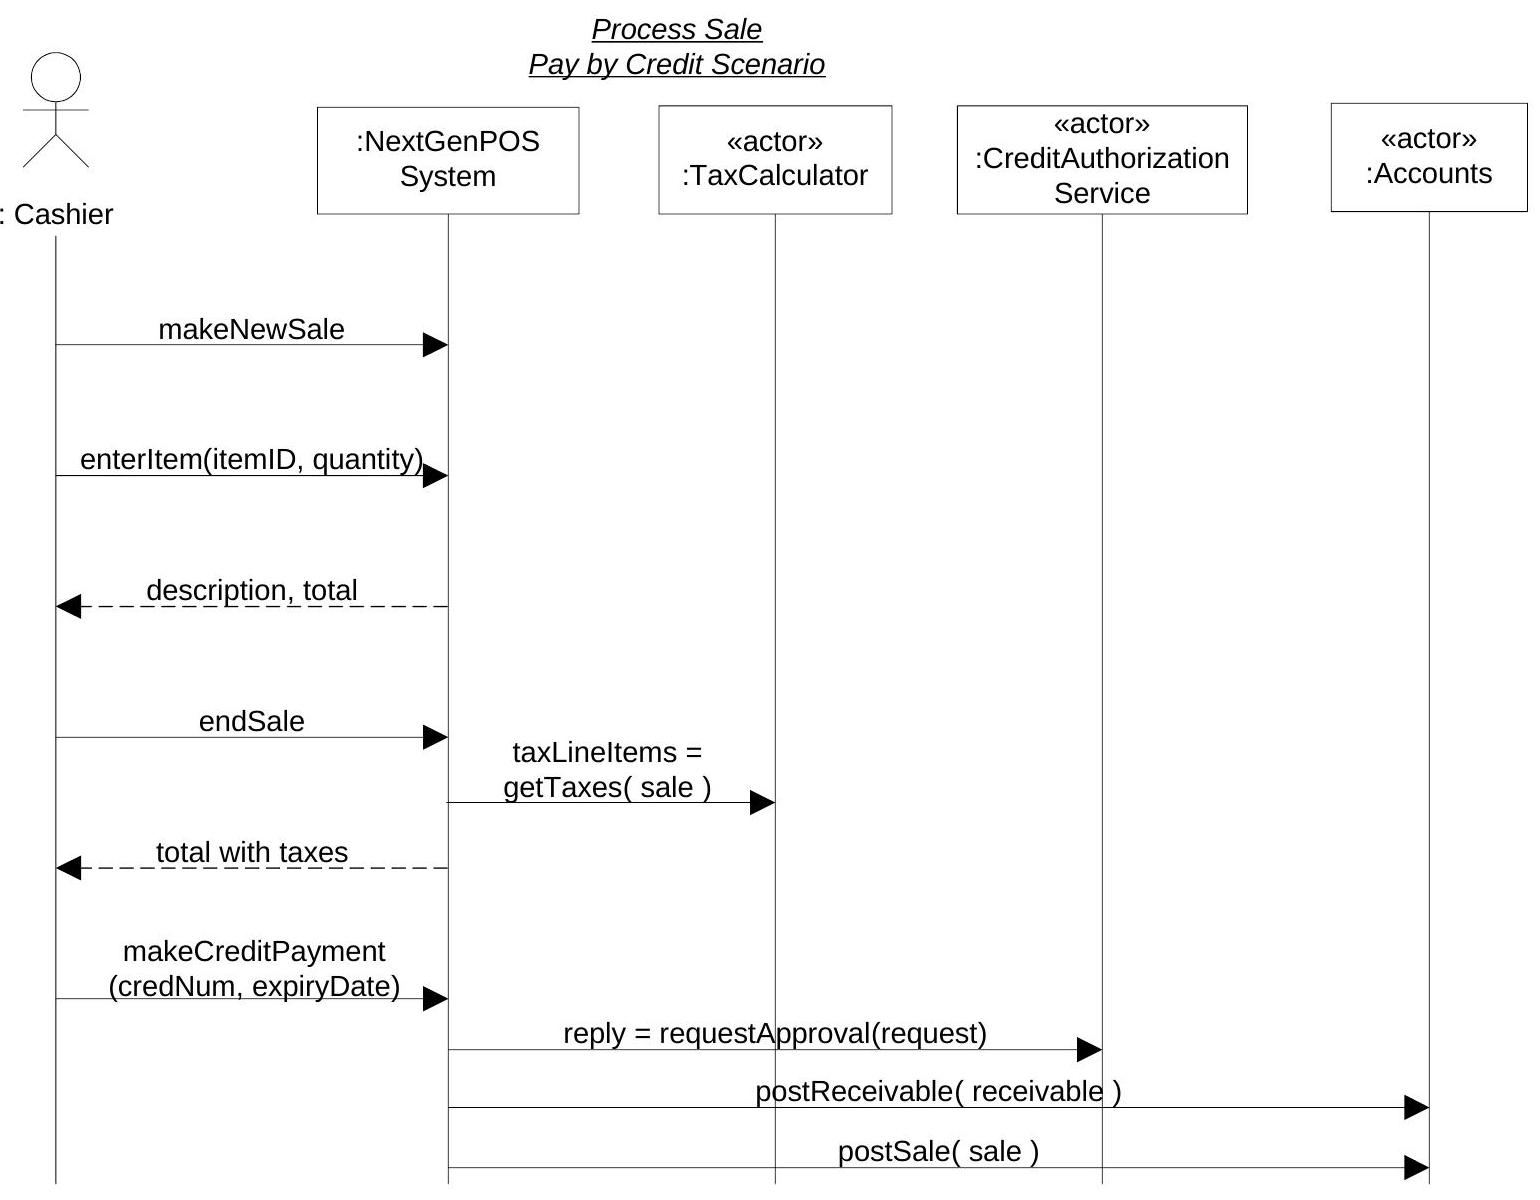 Process Sale
Pay by Credit Scenario
: Cashier
:NextGenPOS
System
«actor»
:TaxCalculator
«actor»
:CreditAuthorization
Service
«actor»
:Accounts
makeNewSale
enterItem(itemID, quantity)
description, total
endSale
taxLineItems =
getTaxes( sale )
total with taxes
makeCreditPayment
(credNum, expiryDate)
reply = requestApproval(request)
postReceivable( receivable )
postSale( sale )